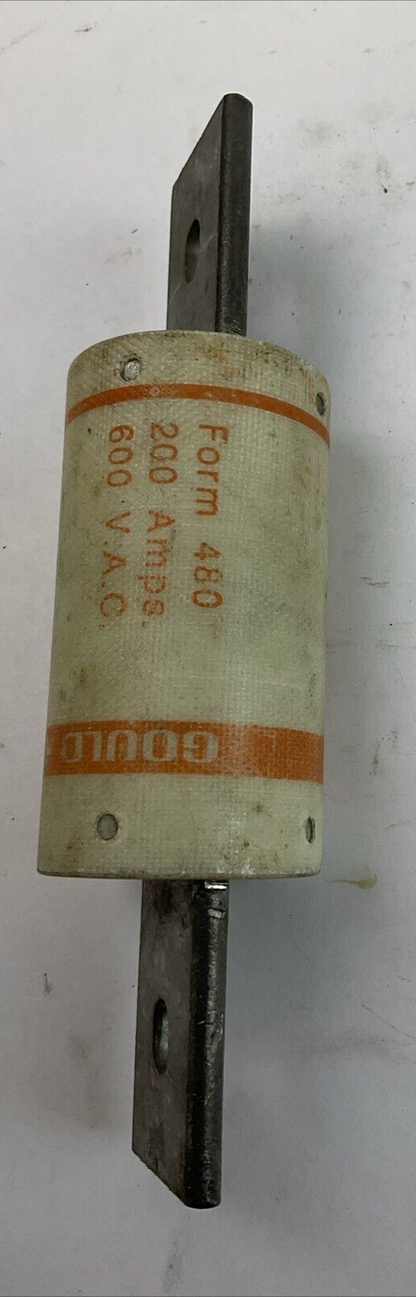 Form 480
200 Amps.
600 V.A.C.
GOULD